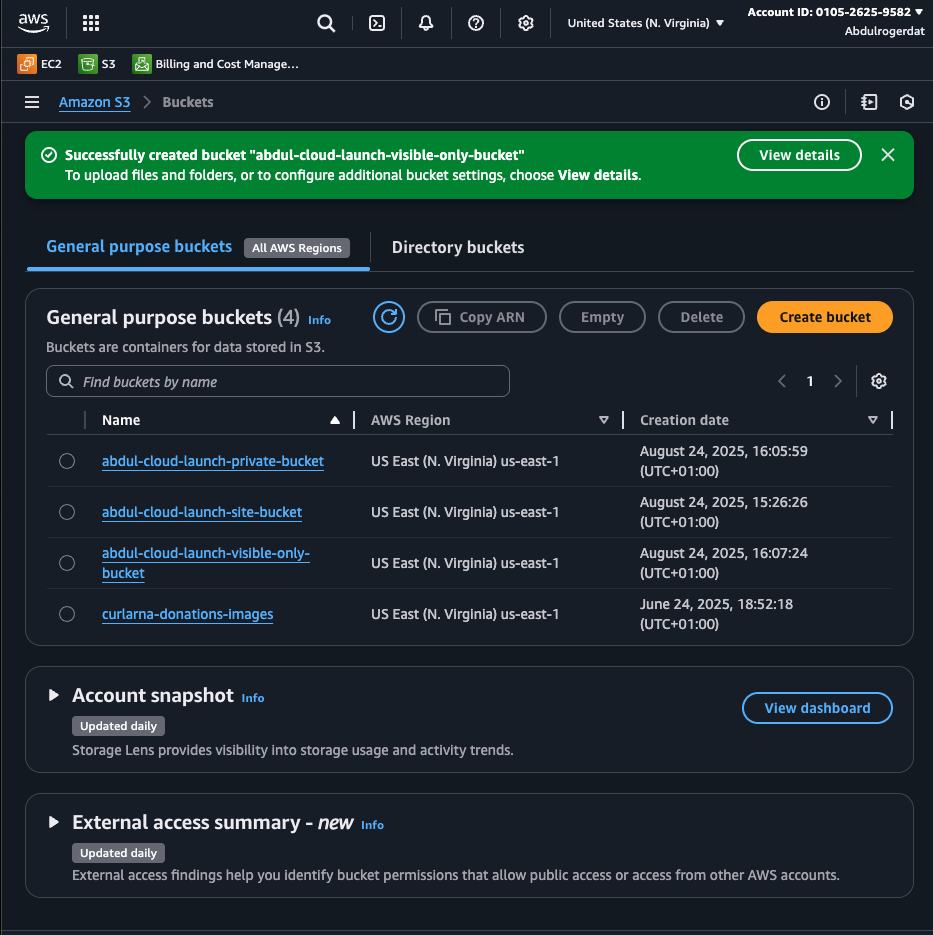 aws
United States (N. Virginia)
Account ID: 0105-2625-9582
Abdulrogerdat
EC2
S3
Billing and Cost Manage...
Amazon S3
Buckets
Successfully created bucket "abdul-cloud-launch-visible-only-bucket"
To upload files and folders, or to configure additional bucket settings, choose View details.
View details
General purpose buckets
All AWS Regions
Directory buckets
General purpose buckets (4)
Info
Copy ARN
Empty
Delete
Create bucket
Buckets are containers for data stored in S3.
Find buckets by name
1
Name
AWS Region
Creation date
abdul-cloud-launch-private-bucket
US East (N. Virginia) us-east-1
August 24, 2025, 16:05:59
(UTC+01:00)
abdul-cloud-launch-site-bucket
US East (N. Virginia) us-east-1
August 24, 2025, 15:26:26
(UTC+01:00)
abdul-cloud-launch-visible-only-
bucket
US East (N. Virginia) us-east-1
August 24, 2025, 16:07:24
(UTC+01:00)
curlarna-donations-images
US East (N. Virginia) us-east-1
June 24, 2025, 18:52:18
(UTC+01:00)
Account snapshot
Info
Updated daily
Storage Lens provides visibility into storage usage and activity trends.
View dashboard
External access summary - new
Info
Updated daily
External access findings help you identify bucket permissions that allow public access or access from other AWS accounts.